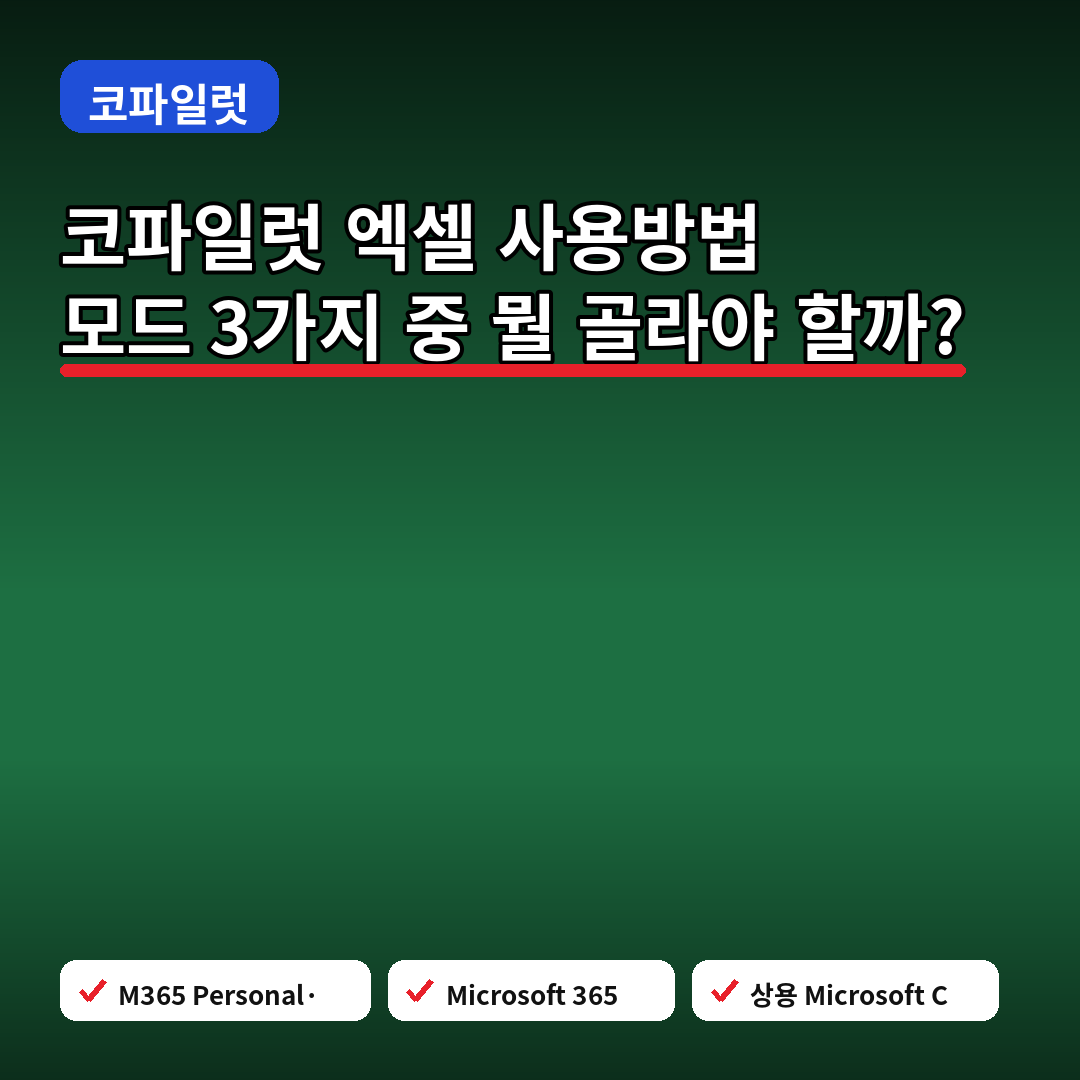 코파일럿
코파일럿 엑셀 사용방법
모드 3가지 중 뭘 골라야 할까?
M365 Personal·
Microsoft 365
상용 Microsoft C